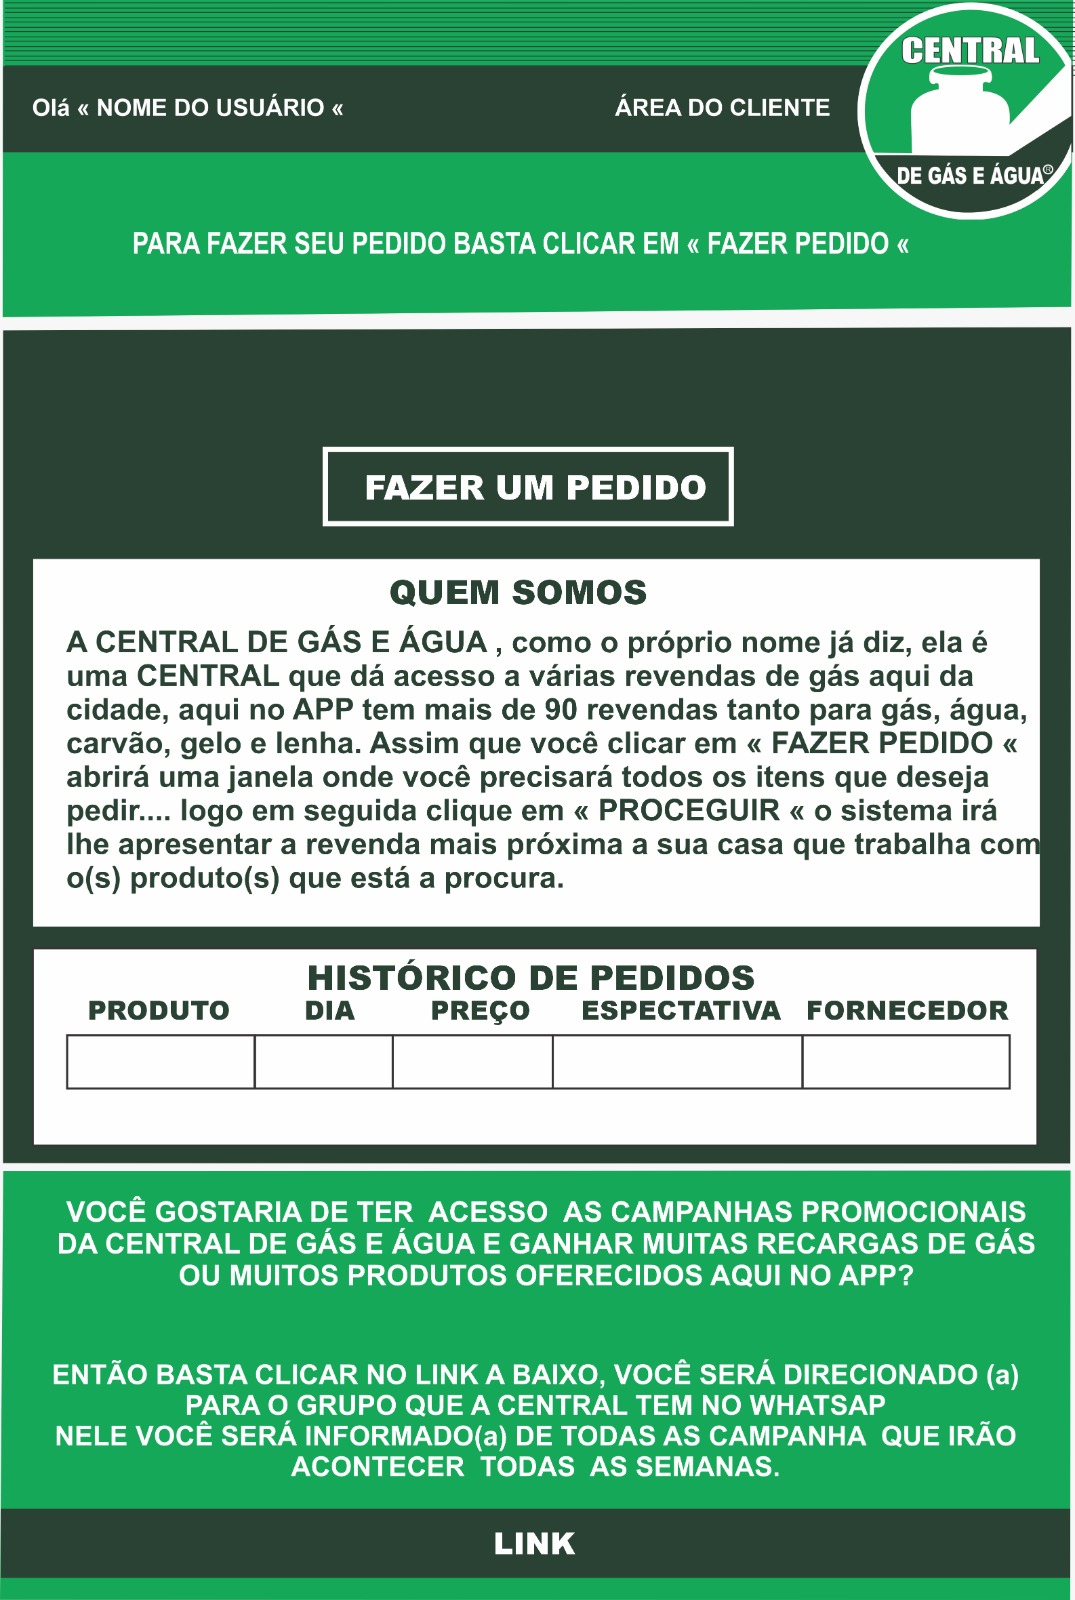 CENTRAL
DE GÁS E ÁGUA®
Olá « NOME DO USUÁRIO «
ÁREA DO CLIENTE
PARA FAZER SEU PEDIDO BASTA CLICAR EM « FAZER PEDIDO «
FAZER UM PEDIDO
QUEM SOMOS
A CENTRAL DE GÁS E ÁGUA , como o próprio nome já diz, ela é
uma CENTRAL que dá acesso a várias revendas de gás aqui da
cidade, aqui no APP tem mais de 90 revendas tanto para gás, água,
carvão, gelo e lenha. Assim que você clicar em « FAZER PEDIDO «
abrirá uma janela onde você precisará todos os itens que deseja
pedir.... logo em seguida clique em « PROCEGUIR « o sistema irá
lhe apresentar a revenda mais próxima a sua casa que trabalha com
o(s) produto(s) que está a procura.
HISTÓRICO DE PEDIDOS
PRODUTO DIA PREÇO ESPECTATIVA FORNECEDOR
VOCÊ GOSTARIA DE TER ACESSO AS CAMPANHAS PROMOCIONAIS
DA CENTRAL DE GÁS E ÁGUA E GANHAR MUITAS RECARGAS DE GÁS
OU MUITOS PRODUTOS OFERECIDOS AQUI NO APP?
ENTÃO BASTA CLICAR NO LINK A BAIXO, VOCÊ SERÁ DIRECIONADO (a)
PARA O GRUPO QUE A CENTRAL TEM NO WHATSAP
NELE VOCÊ SERÁ INFORMADO(a) DE TODAS AS CAMPANHA QUE IRÃO
ACONTECER TODAS AS SEMANAS.
LINK